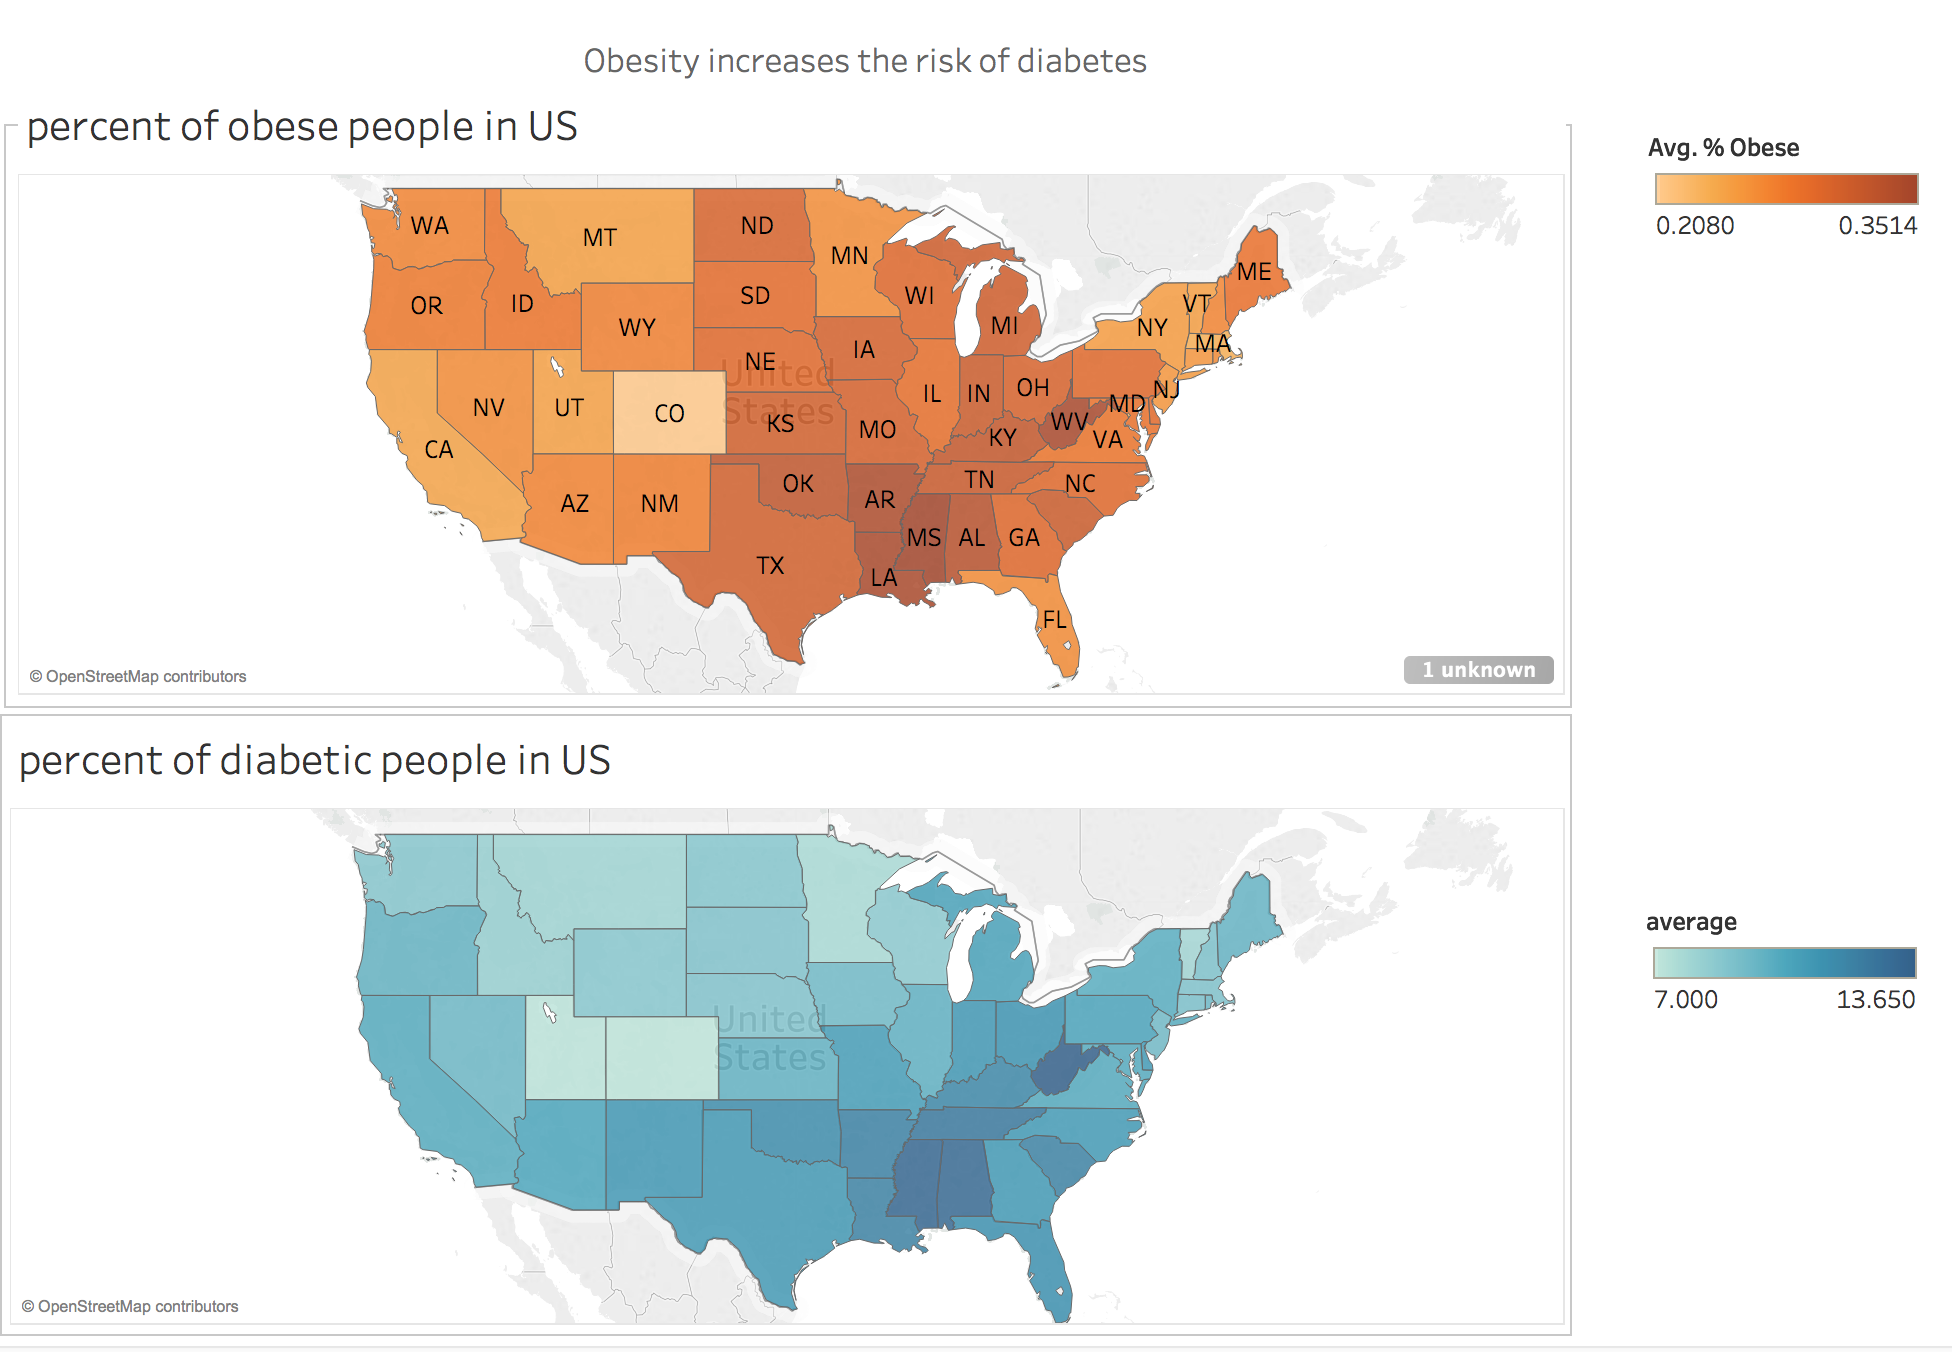 Obesity increases the risk of diabetes
percent of obese people in US
Avg. % Obese
0.2080 0.3514
WA
MT
ND
MN
ME
OR
ID
SD
WI
WY
MI
VT
NY
IA
MA
NE
United
States
NV
UT
CO
KS
MO
IL
IN
OH
NJ
MD
CA
WV
VA
KY
AZ
NM
OK
AR
TN
NC
MS
AL
GA
TX
LA
FL
© OpenStreetMap contributors
1 unknown
percent of diabetic people in US
average
7.000 13.650
United
States
© OpenStreetMap contributors